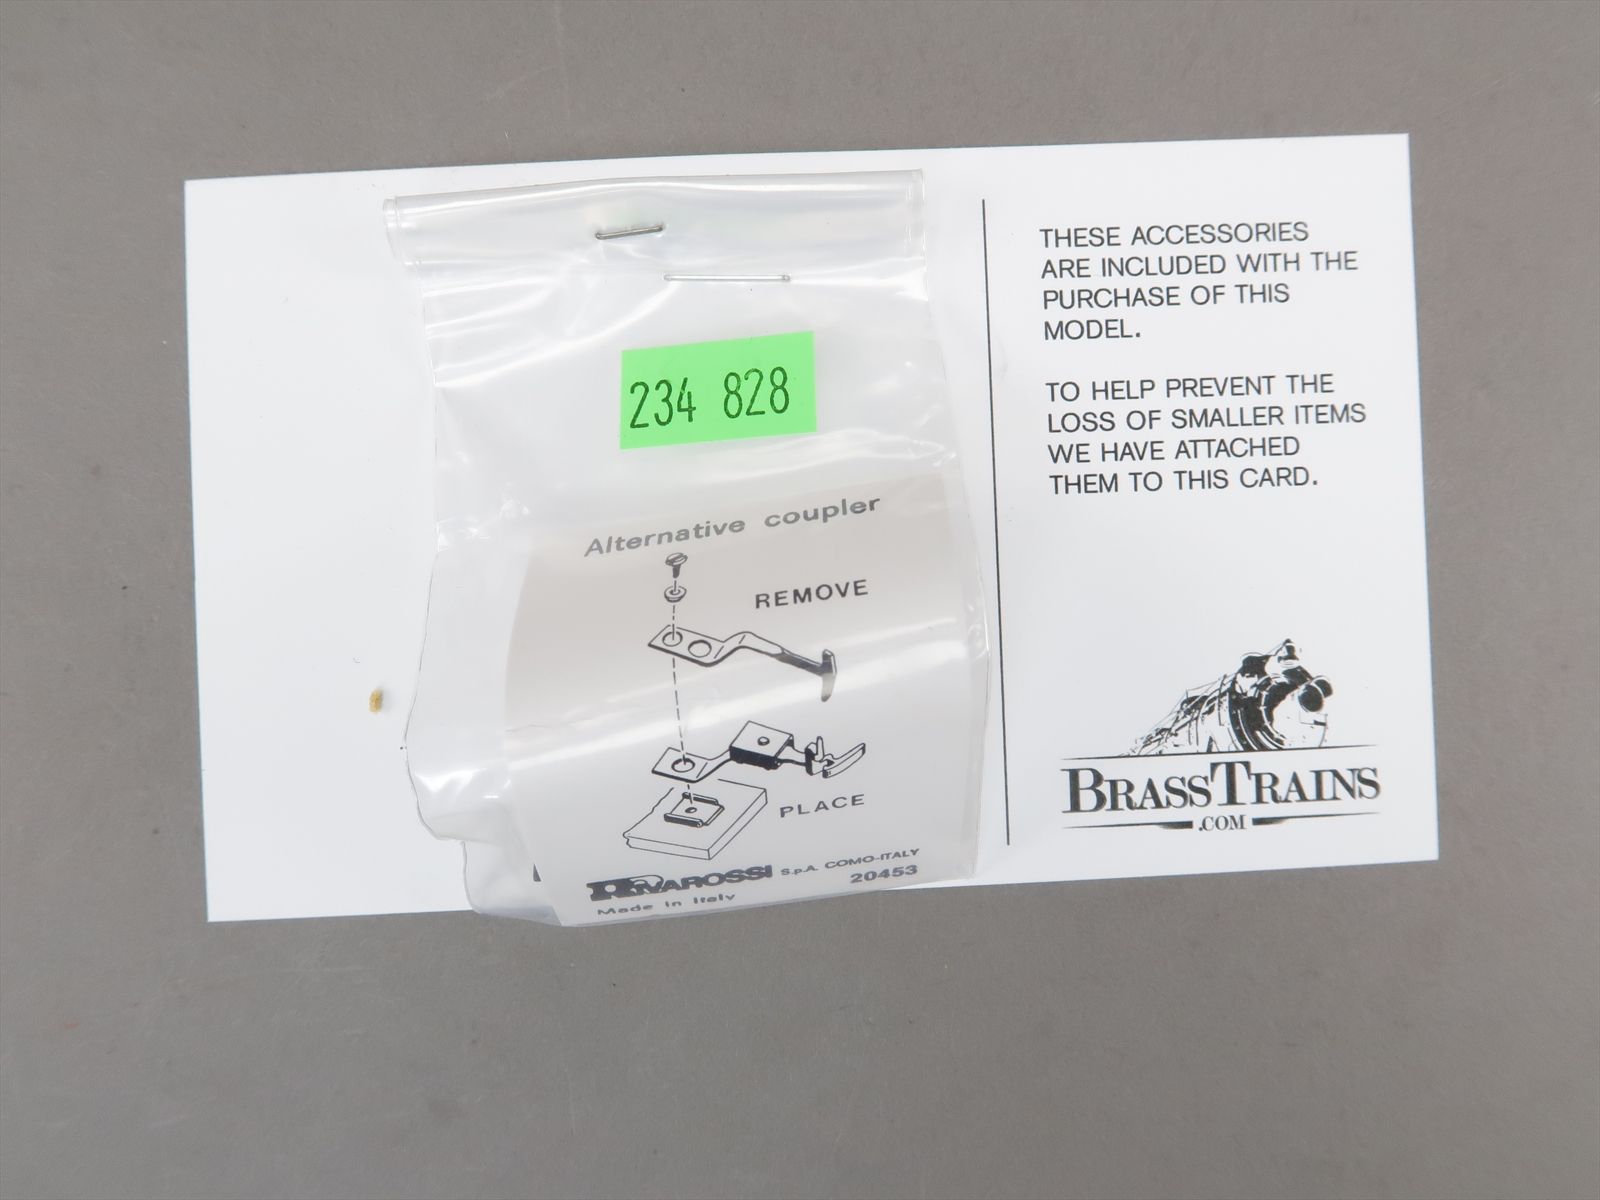 234 828
Alternative coupler
REMOVE
PLACE
RIVAROSSI S.p.A. COMO-ITALY
20453
Made in Italy
THESE ACCESSORIES
ARE INCLUDED WITH THE
PURCHASE OF THIS
MODEL.
TO HELP PREVENT THE
LOSS OF SMALLER ITEMS
WE HAVE ATTACHED
THEM TO THIS CARD.
BRASSTRAINS
.COM